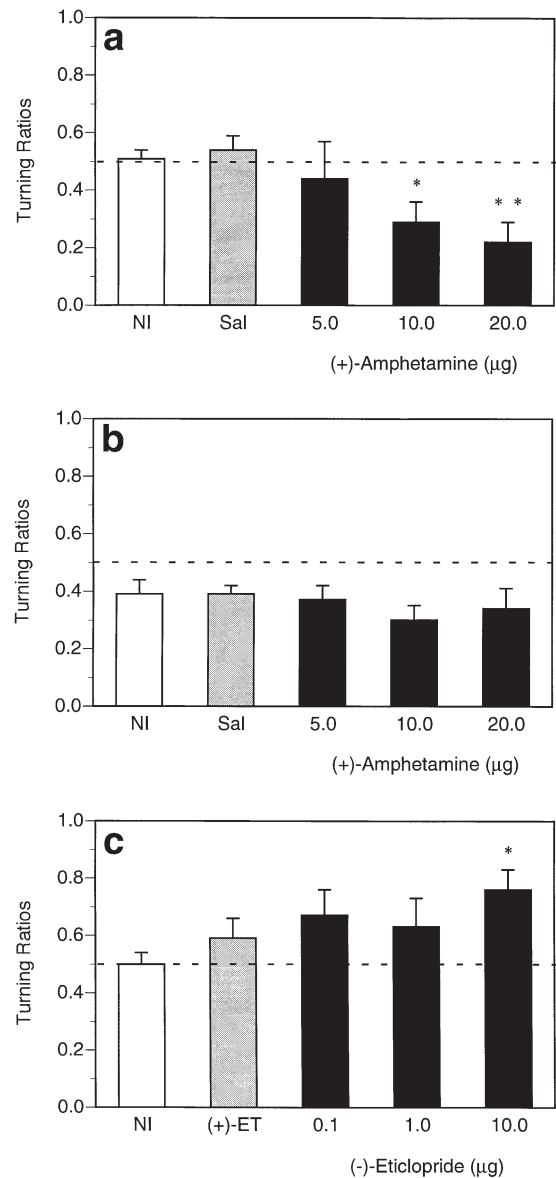 a
1.0
0.8
0.6
0.4
0.2
0.0
Turning Ratios
*
* *
NI Sal 5.0 10.0 20.0
(+)-Amphetamine (μg)
b
1.0
0.8
0.6
0.4
0.2
0.0
Turning Ratios
NI Sal 5.0 10.0 20.0
(+)-Amphetamine (μg)
c
1.0
0.8
0.6
0.4
0.2
0.0
Turning Ratios
*
NI (+)-ET 0.1 1.0 10.0
(-)-Eticlopride (μg)